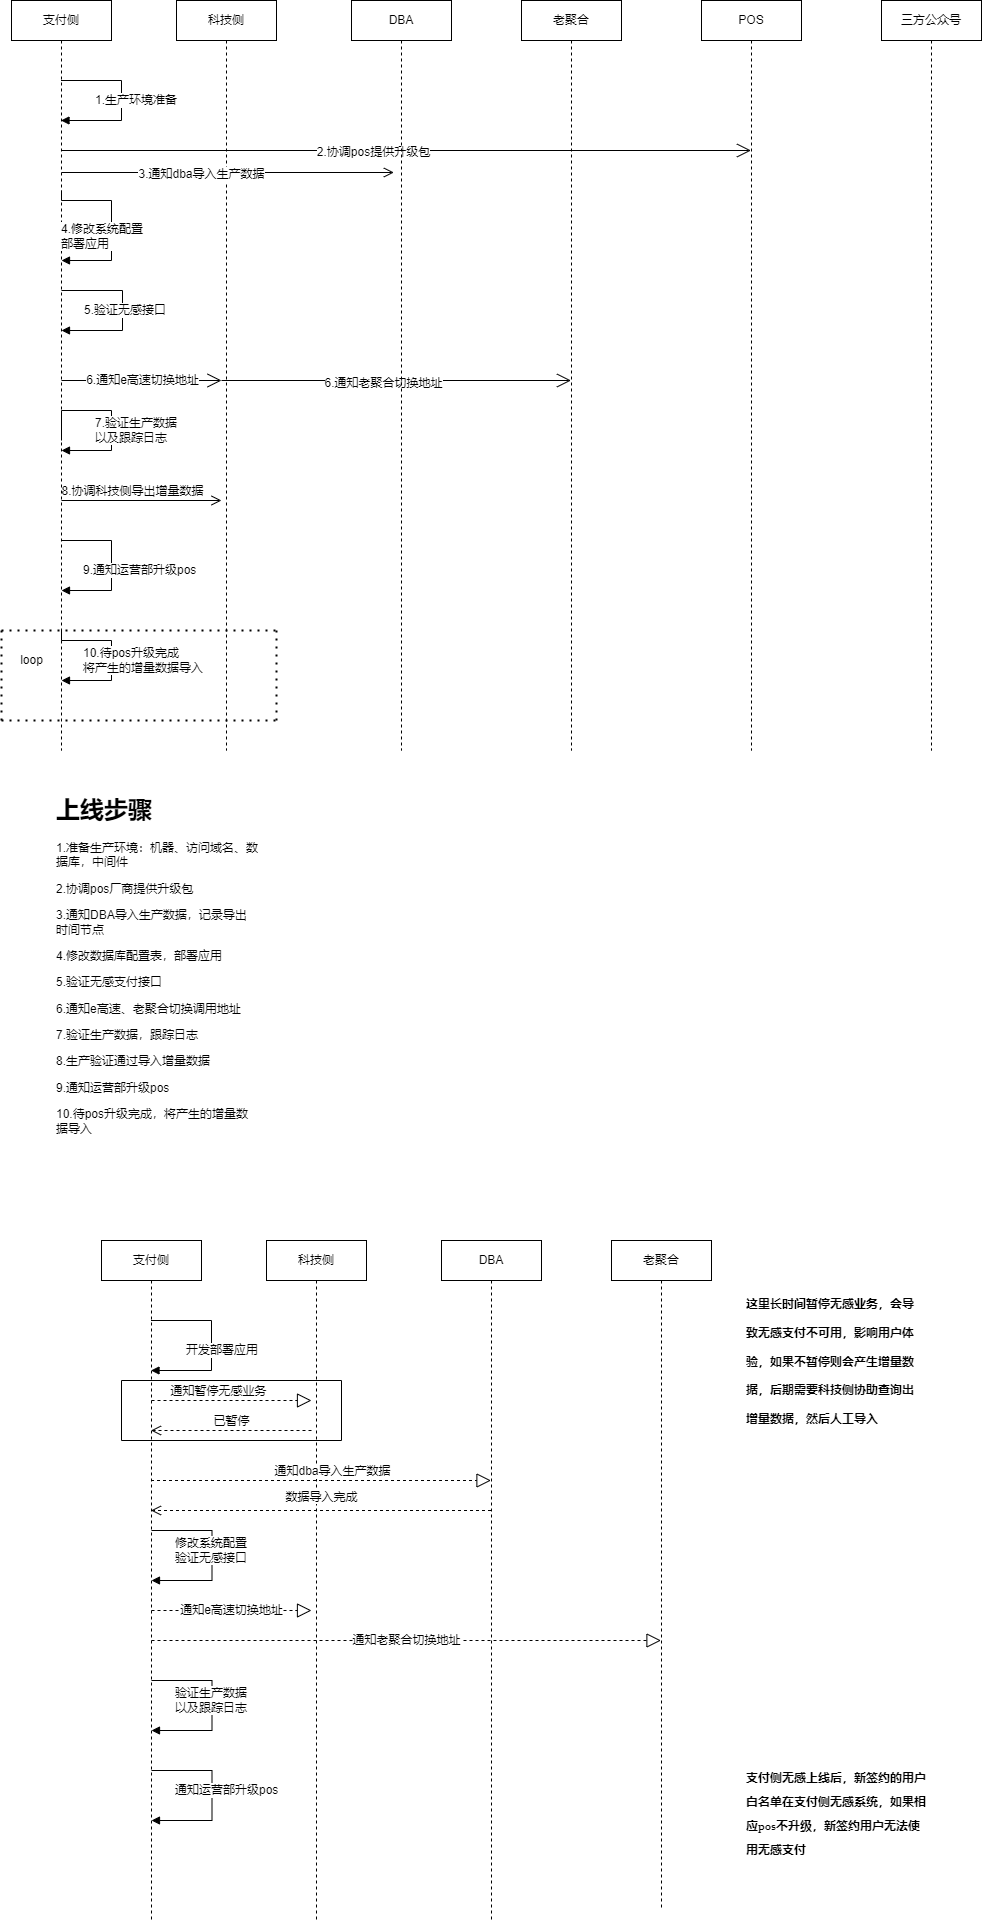 支付侧
科技侧
DBA
老聚合
POS
三方公众号
1.生产环境准备
2.协调pos提供升级包
3.通知dba导入生产数据
4.修改系统配置
部署应用
5.验证无感接口
6.通知e高速切换地址
6.通知老聚合切换地址
7.验证生产数据
以及跟踪日志
8.协调科技侧导出增量数据
9.通知运营部升级pos
loop
10.待pos升级完成
将产生的增量数据导入
上线步骤
1.准备生产环境：机器、访问域名、数
据库，中间件
2.协调pos厂商提供升级包
3.通知DBA导入生产数据，记录导出
时间节点
4.修改数据库配置表，部署应用
5.验证无感支付接口
6.通知e高速、老聚合切换调用地址
7.验证生产数据，跟踪日志
8.生产验证通过导入增量数据
9.通知运营部升级pos
10.待pos升级完成，将产生的增量数
据导入
支付侧
科技侧
DBA
老聚合
这里长时间暂停无感业务，会导
致无感支付不可用，影响用户体
验，如果不暂停则会产生增量数
据，后期需要科技侧协助查询出
增量数据，然后人工导入
开发部署应用
通知暂停无感业务
已暂停
通知dba导入生产数据
数据导入完成
修改系统配置
验证无感接口
通知e高速切换地址
通知老聚合切换地址
验证生产数据
以及跟踪日志
通知运营部升级pos
支付侧无感上线后，新签约的用户
白名单在支付侧无感系统，如果相
应pos不升级，新签约用户无法使
用无感支付